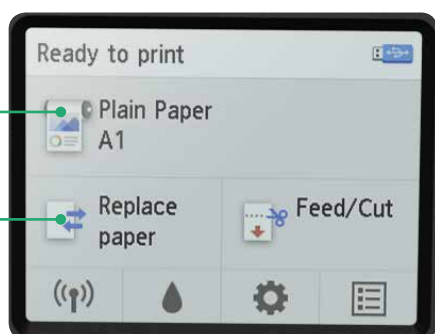 Ready to print
Plain Paper
A1
Replace
paper
Feed/Cut